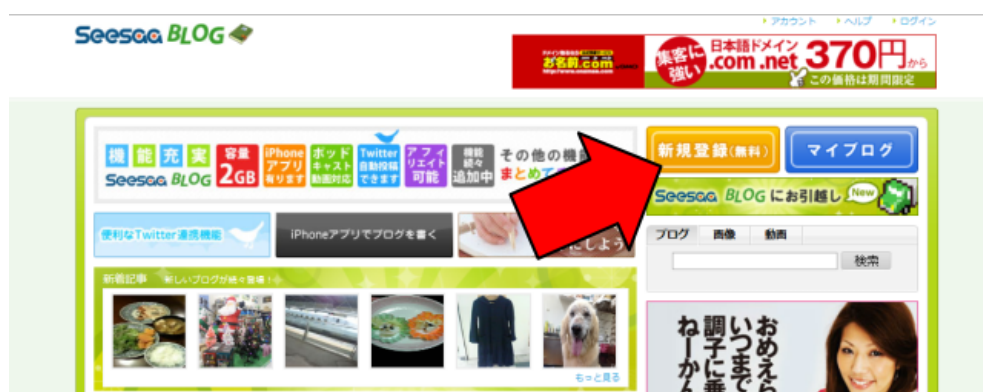 アカウント ヘルプ ログイン
Seesaa BLOG
お名前.com
集客に強い
日本語ドメイン
.com .net 370円から
この価格は期間限定
機能充実
Seesaa BLOG
容量 2GB
iPhone アプリ 有ります
ポッドキャスト 動画対応
Twitter 自動投稿 できます
アフィリエイト 可能
機能 続々 追加中
その他の機能
まとめて
新規登録(無料)
マイブログ
Seesaa BLOG にお引越し New
便利なTwitter連携機能
iPhoneアプリでブログを書く
にしよう
ブログ 画像 動画
検索
新着記事 新しいブログが続々登場！
もっと見る
おめえら
いつまで
調子に乗
ねーかん